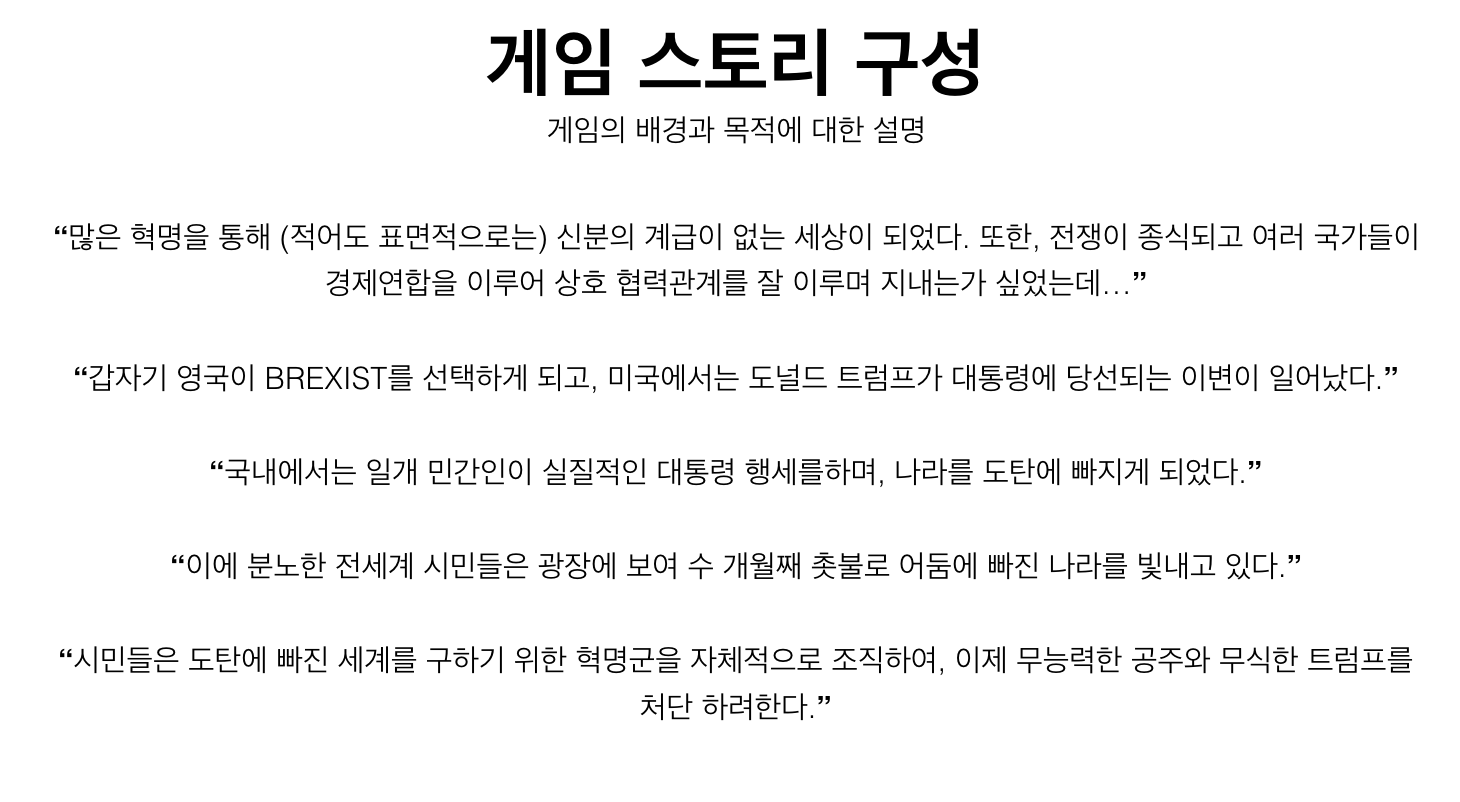 게임 스토리 구성
게임의 배경과 목적에 대한 설명
“많은 혁명을 통해 (적어도 표면적으로는) 신분의 계급이 없는 세상이 되었다. 또한, 전쟁이 종식되고 여러 국가들이
경제연합을 이루어 상호 협력관계를 잘 이루며 지내는가 싶었는데…”
“갑자기 영국이 BREXIST를 선택하게 되고, 미국에서는 도널드 트럼프가 대통령에 당선되는 이변이 일어났다.”
“국내에서는 일개 민간인이 실질적인 대통령 행세를하며, 나라를 도탄에 빠지게 되었다.”
“이에 분노한 전세계 시민들은 광장에 보여 수 개월째 촛불로 어둠에 빠진 나라를 빛내고 있다.”
“시민들은 도탄에 빠진 세계를 구하기 위한 혁명군을 자체적으로 조직하여, 이제 무능력한 공주와 무식한 트럼프를
처단 하려한다.”